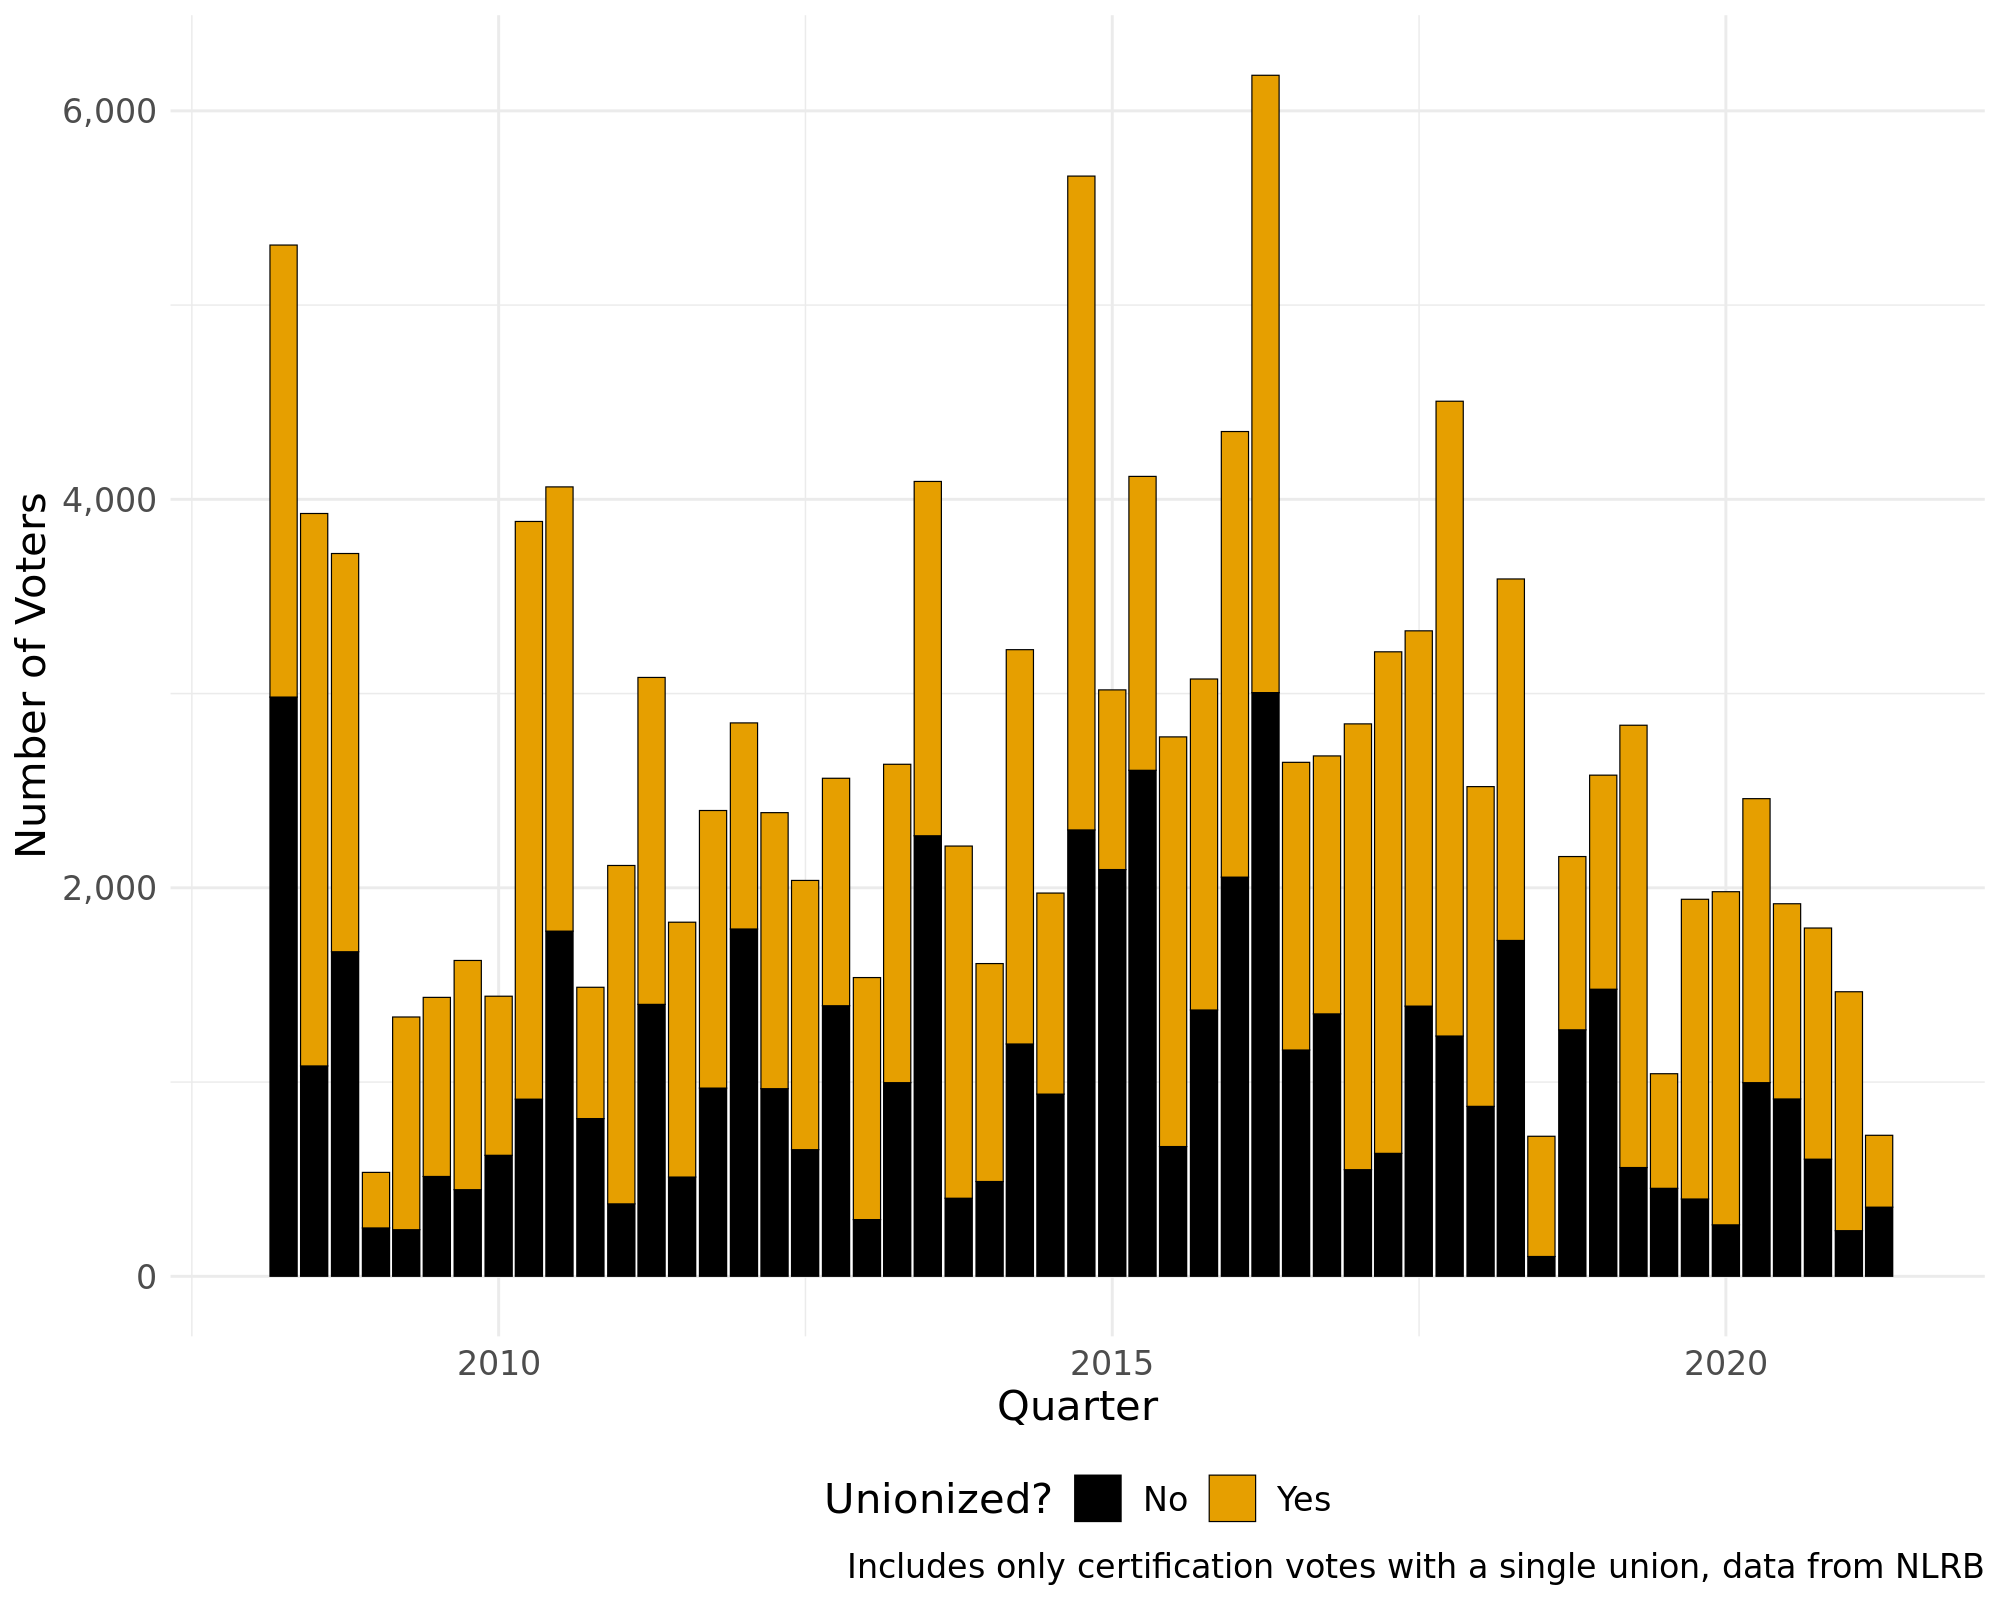 6,000
4,000
2,000
0
Number of Voters
2010 2015 2020
Quarter
Unionized? No Yes
Includes only certification votes with a single union, data from NLRB